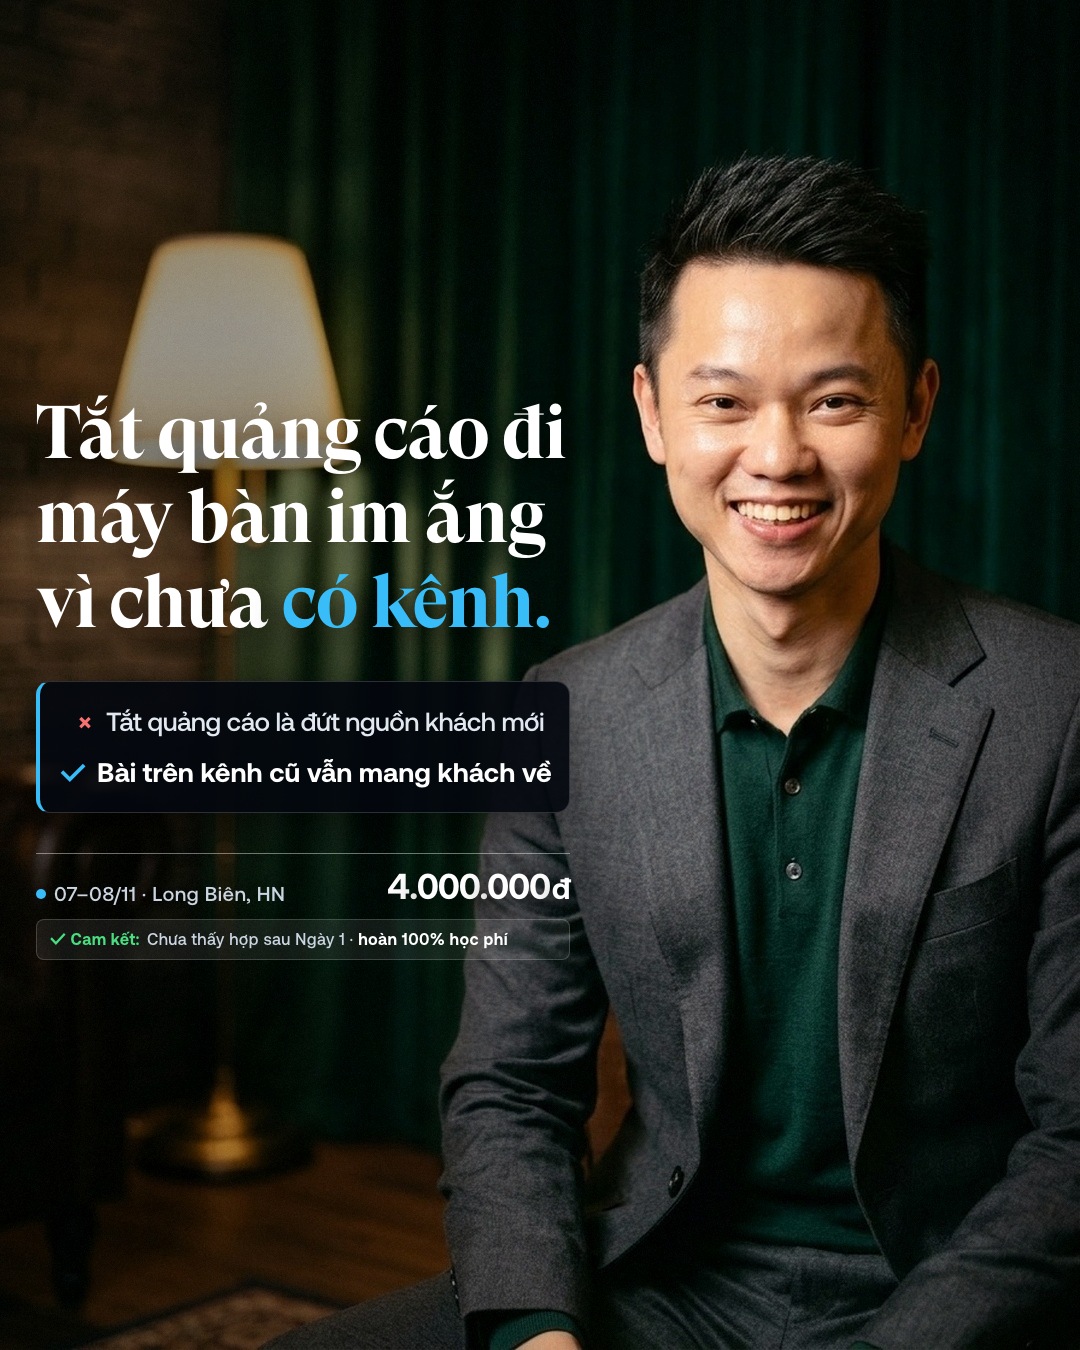 Tắt quảng cáo đi
máy bàn im ắng
vì chưa có kênh.
× Tắt quảng cáo là đứt nguồn khách mới
✓ Bài trên kênh cũ vẫn mang khách về
07–08/11 · Long Biên, HN
4.000.000đ
✓ Cam kết: Chưa thấy hợp sau Ngày 1 · hoàn 100% học phí